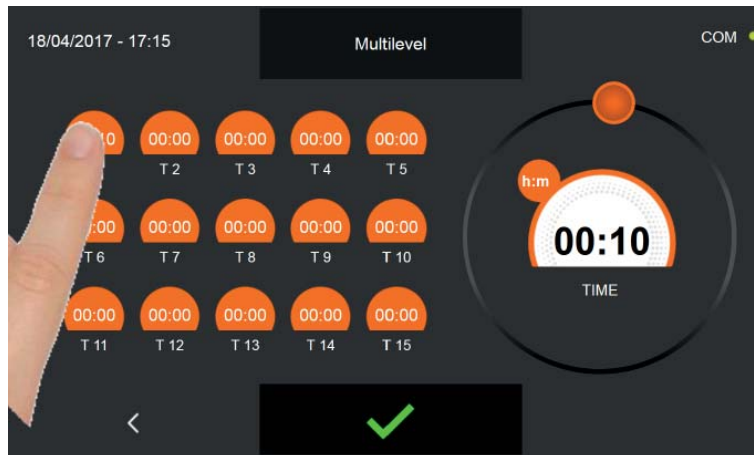 18/04/2017 - 17:15
Multilevel
COM
:10 00:00 00:00 00:00 00:00
T 2 T 3 T 4 T 5
:00 00:00 00:00 00:00 00:00
T 6 T 7 T 8 T 9 T 10
00:00 00:00 00:00 00:00 00:00
T 11 T 12 T 13 T 14 T 15
h:m
00:10
TIME